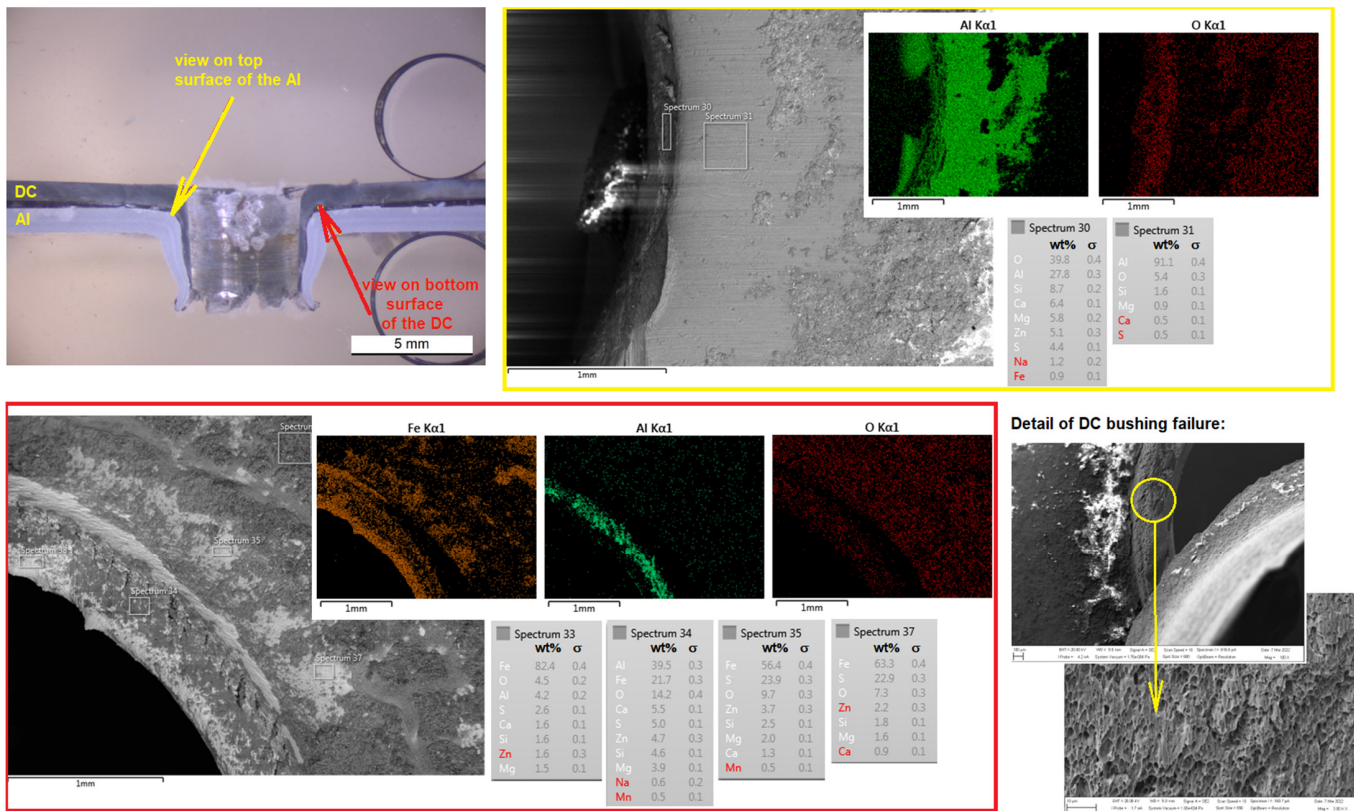 view on top
surface of the Al
DC
Al
view on bottom
surface
of the DC
5 mm
Spectrum 30
Spectrum 31
1mm
Al Kα1
O Kα1
1mm
1mm
Spectrum 30
wt% σ
O 39.8 0.4
Al 27.8 0.3
Si 8.7 0.2
Ca 6.4 0.1
Mg 5.8 0.2
Zn 5.1 0.3
S 4.4 0.1
Na 1.2 0.2
Fe 0.9 0.1
Spectrum 31
wt% σ
Al 91.1 0.4
O 5.4 0.3
Si 1.6 0.1
Mg 0.9 0.1
Ca 0.5 0.1
S 0.5 0.1
Spectrum
Spectrum 35
Spectrum 33
Spectrum 34
Spectrum 37
1mm
Fe Kα1
Al Kα1
O Kα1
1mm
1mm
1mm
Spectrum 33
wt% σ
Fe 82.4 0.4
O 4.5 0.2
Al 4.2 0.2
S 2.6 0.1
Ca 1.6 0.1
Si 1.6 0.1
Zn 1.6 0.3
Mg 1.5 0.1
Spectrum 34
wt% σ
Al 39.5 0.3
Fe 21.7 0.3
O 14.2 0.4
Ca 5.5 0.1
S 5.0 0.1
Zn 4.7 0.3
Si 4.6 0.1
Mg 3.9 0.1
Na 0.6 0.2
Mn 0.5 0.1
Spectrum 35
wt% σ
Fe 56.4 0.4
S 23.9 0.3
O 9.7 0.3
Zn 3.7 0.3
Si 2.5 0.1
Mg 2.0 0.1
Ca 1.3 0.1
Mn 0.5 0.1
Spectrum 37
wt% σ
Fe 63.3 0.4
S 22.9 0.3
O 7.3 0.3
Zn 2.2 0.3
Si 1.8 0.1
Mg 1.6 0.1
Ca 0.9 0.1
Detail of DC bushing failure: